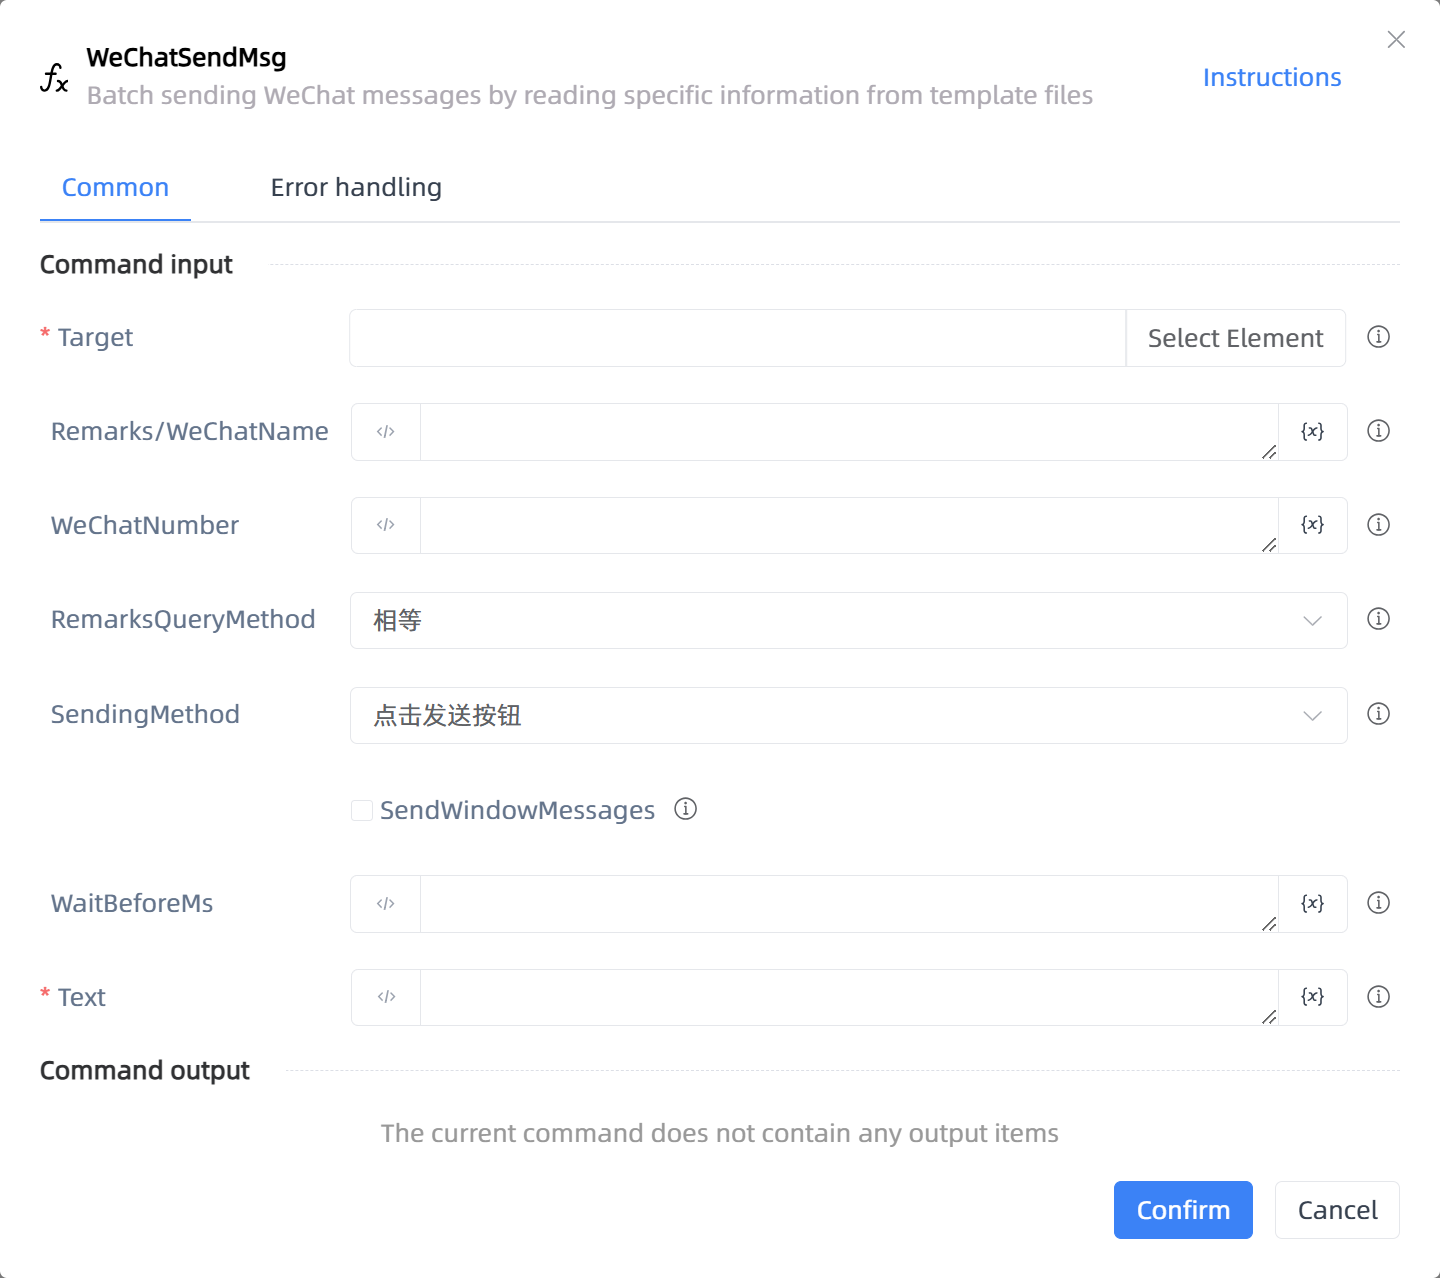 WeChatSendMsg
Batch sending WeChat messages by reading specific information from template files
Instructions
Common
Error handling
Command input
* Target
Select Element
Remarks/WeChatName
</>
{x}
WeChatNumber
</>
{x}
RemarksQueryMethod
相等
SendingMethod
点击发送按钮
SendWindowMessages
WaitBeforeMs
</>
{x}
* Text
</>
{x}
Command output
The current command does not contain any output items
Confirm
Cancel